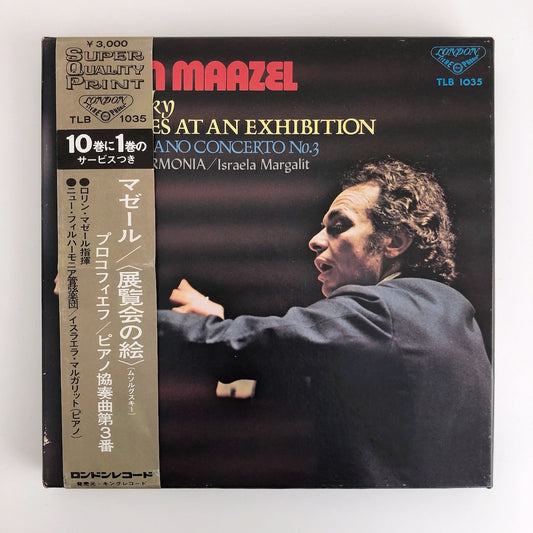 ¥3,000
SUPER
QUALITY
PRINT
LONDON
TLB 1035
10巻に1巻の
サービスつき
マゼール/〈展覧会の絵〉(ムソルグスキー)
プロコフィエフ/ピアノ協奏曲第3番
●ロリン・マゼール指揮
●ニュー・フィルハーモニア管弦楽団/イスラエラ・マルガリット(ピアノ)
ロンドンレコード
発売元・キングレコード
N MAAZEL
ky
ES AT AN EXHIBITION
ANO CONCERTO No.3
RMONIA/Israela Margalit
LONDON
TLB 1035